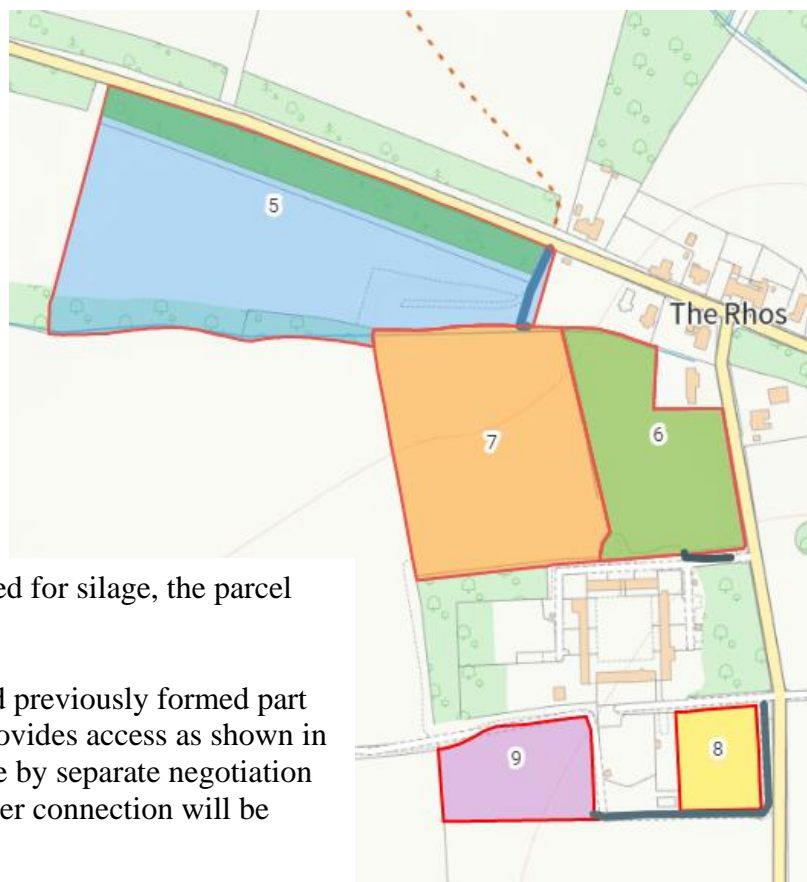 5
The Rhos
6
7
ed for silage, the parcel
d previously formed part
rovides access as shown in
e by separate negotiation
er connection will be
8
9